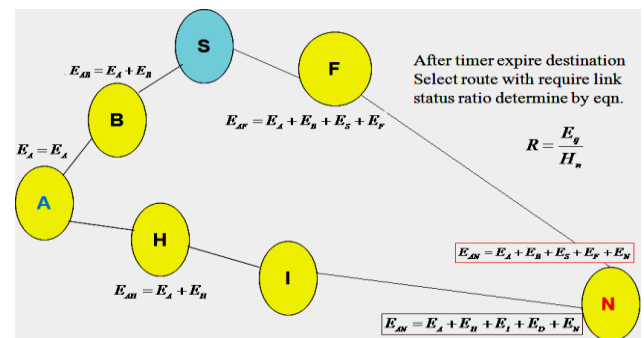 S
F
After timer expire destination
Select route with require link
status ratio determine by eqn.
E_AB = E_A + E_B
B
E_AF = E_A + E_B + E_S + E_F
R = E_ij / H_n
E_A = E_A
A
H
E_AN = E_A + E_B + E_S + E_F + E_N
I
E_AH = E_A + E_H
N
E_AN = E_A + E_H + E_I + E_D + E_N